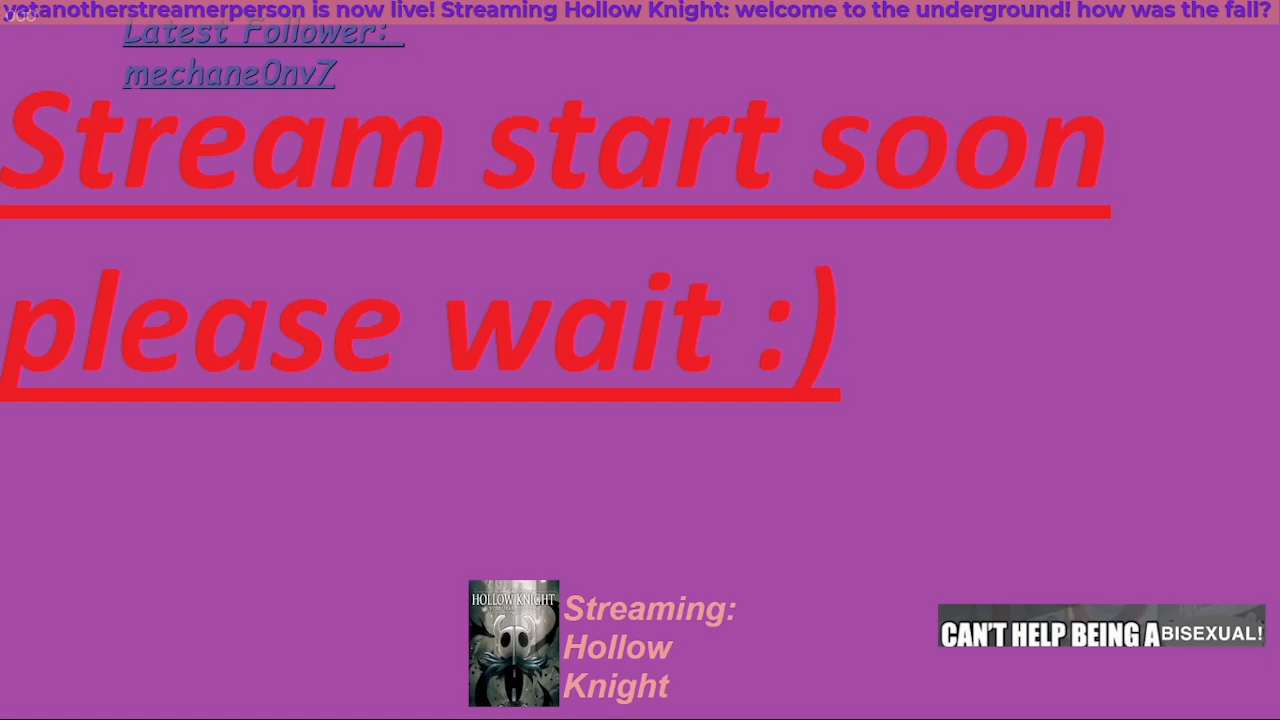 yetanotherstreamerperson is now live! Streaming Hollow Knight: welcome to the underground! how was the fall?
Latest Follower:
mechane0nv7
Stream start soon
please wait :)
HOLLOW KNIGHT
Streaming:
Hollow
Knight
CAN'T HELP BEING A BISEXUAL!